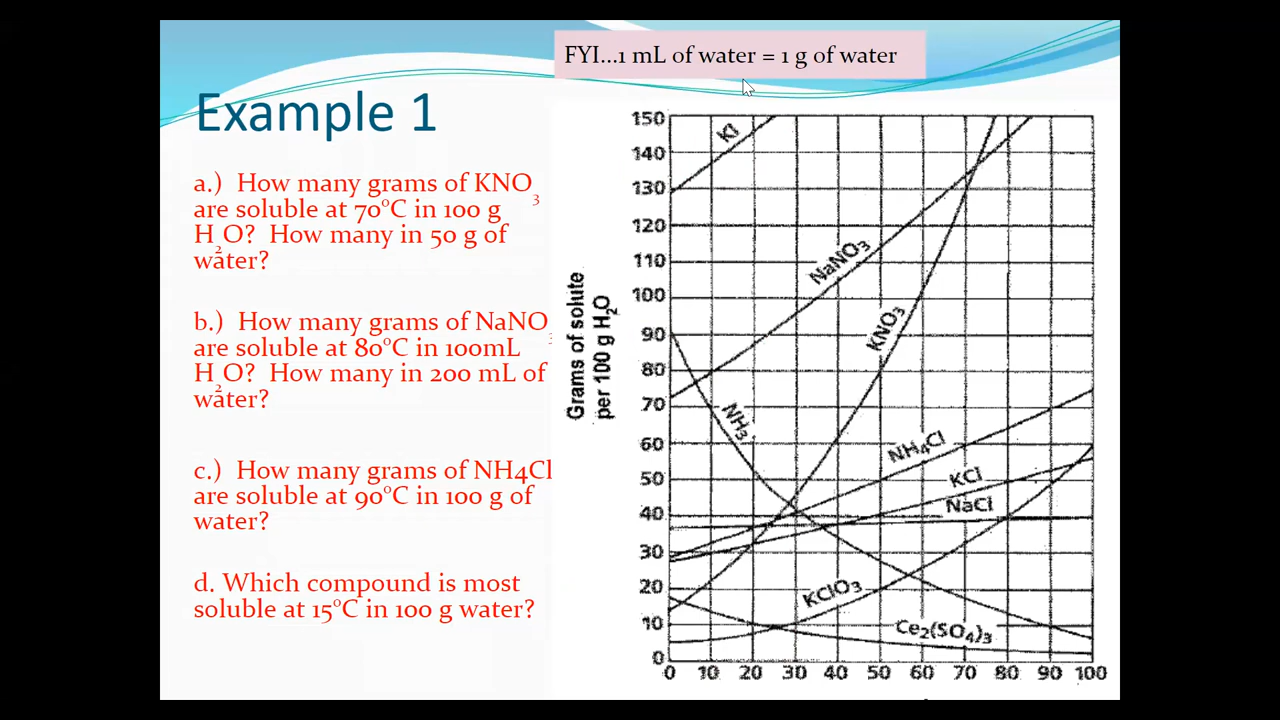 FYI...1 mL of water = 1 g of water
Example 1
a.) How many grams of KNO₃
are soluble at 70°C in 100 g
H₂O? How many in 50 g of
water?
b.) How many grams of NaNO₃
are soluble at 80°C in 100mL
H₂O? How many in 200 mL of
water?
c.) How many grams of NH4Cl
are soluble at 90°C in 100 g of
water?
d. Which compound is most
soluble at 15°C in 100 g water?
Grams of solute
per 100 g H₂O
150
140
130
120
110
100
90
80
70
60
50
40
30
20
10
0
KI
NaNO₃
KNO₃
NH₃
NH₄Cl
KCl
NaCl
KClO₃
Ce₂(SO₄)₃
0 10 20 30 40 50 60 70 80 90 100